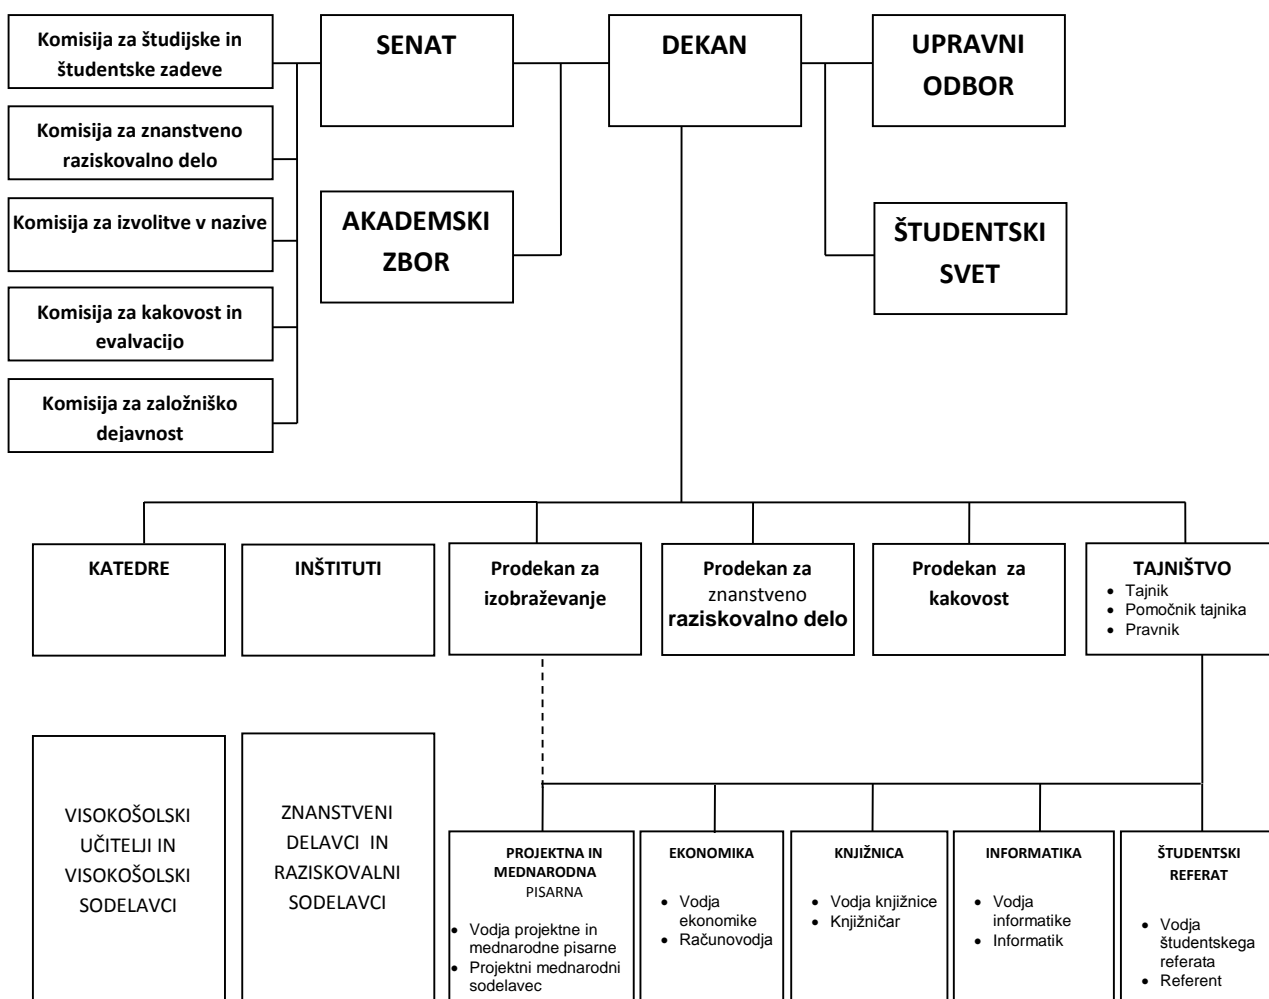 Komisija za študijske in
študentske zadeve
SENAT
DEKAN
UPRAVNI
ODBOR
Komisija za znanstveno
raziskovalno delo
Komisija za izvolitve v nazive
AKADEMSKI
ZBOR
ŠTUDENTSKI
SVET
Komisija za kakovost in
evalvacijo
Komisija za založniško
dejavnost
KATEDRE
INŠTITUTI
Prodekan za
izobraževanje
Prodekan za
znanstveno
raziskovalno delo
Prodekan za
kakovost
TAJNIŠTVO
• Tajnik
• Pomočnik tajnika
• Pravnik
VISOKOŠOLSKI
UČITELJI IN
VISOKOŠOLSKI
SODELAVCI
ZNANSTVENI
DELAVCI IN
RAZISKOVALNI
SODELAVCI
PROJEKTNA IN
MEDNARODNA
PISARNA
• Vodja projektne in
mednarodne pisarne
• Projektni mednarodni
sodelavec
EKONOMIKA
• Vodja
ekonomike
• Računovodja
KNJIŽNICA
• Vodja knjižnice
• Knjižničar
INFORMATIKA
• Vodja
informatike
• Informatik
ŠTUDENTSKI
REFERAT
• Vodja
študentskega
referata
• Referent